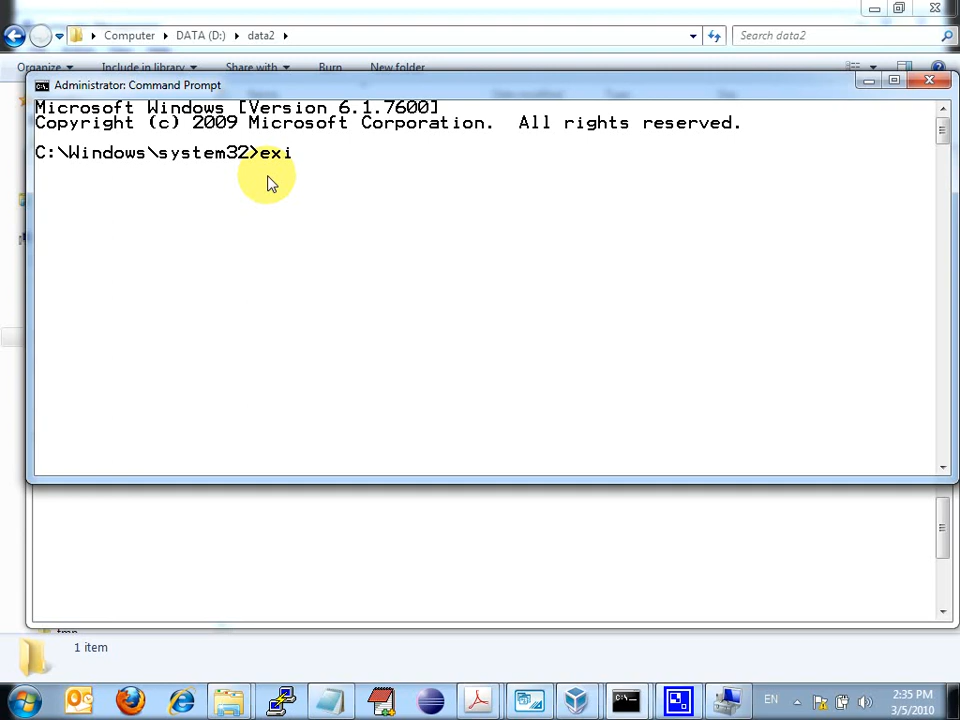 Computer DATA (D:) data2
Search data2
Organize Include in library Share with Burn New folder
Administrator: Command Prompt
Microsoft Windows [Version 6.1.7600]
Copyright (c) 2009 Microsoft Corporation. All rights reserved.
C:\Windows\system32>exi
1 item
EN
2:35 PM
3/5/2010